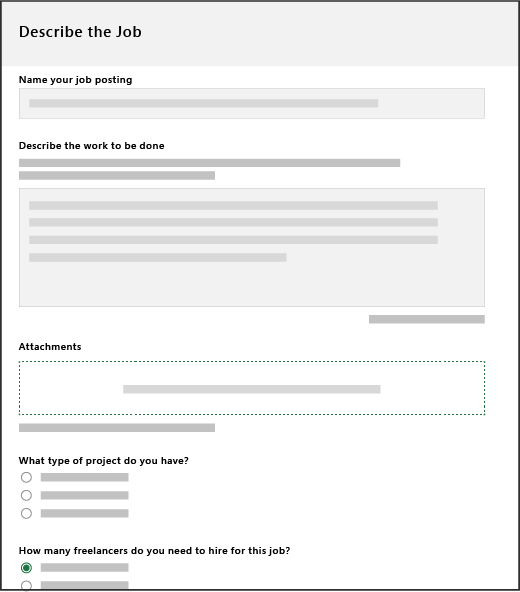 Describe the Job
Name your job posting
Describe the work to be done
Attachments
What type of project do you have?
How many freelancers do you need to hire for this job?